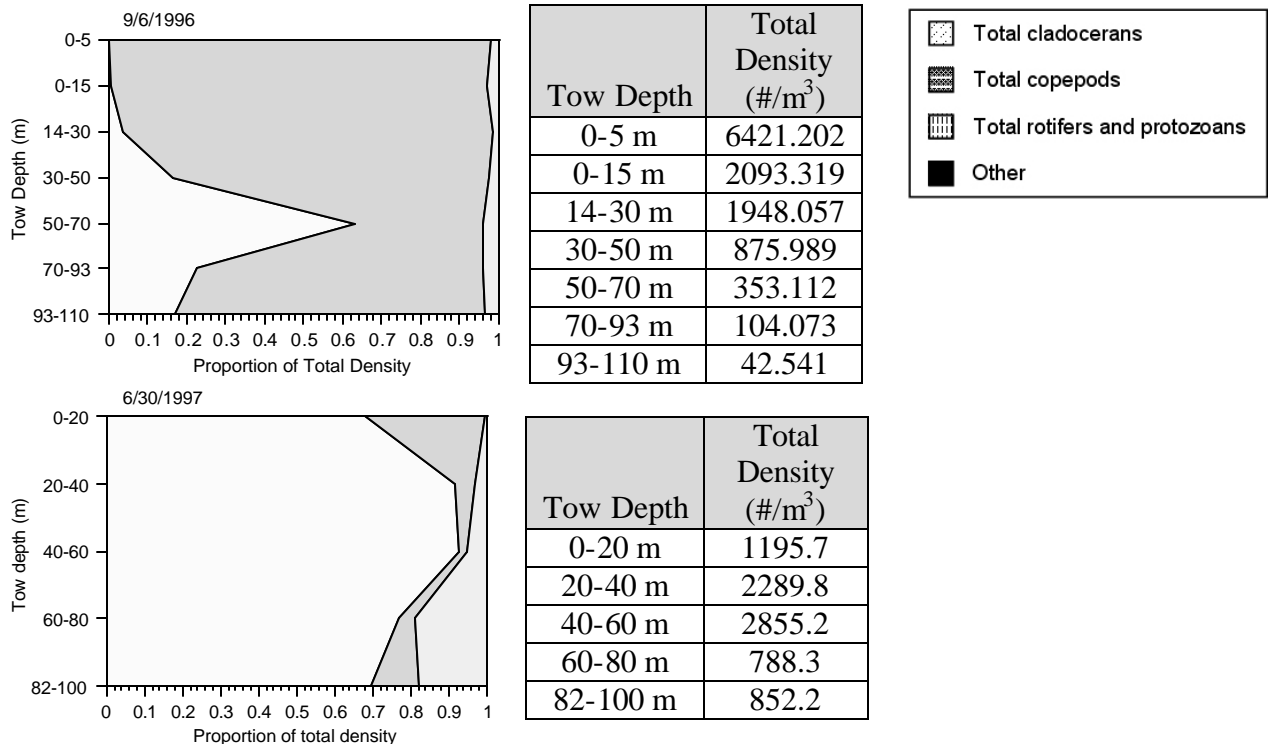 9/6/1996
0-5
0-15
14-30
30-50
50-70
70-93
93-110
Tow Depth (m)
0 0.1 0.2 0.3 0.4 0.5 0.6 0.7 0.8 0.9 1
Proportion of Total Density
Total
Density
Tow Depth (#/m³)
0-5 m 6421.202
0-15 m 2093.319
14-30 m 1948.057
30-50 m 875.989
50-70 m 353.112
70-93 m 104.073
93-110 m 42.541
Total cladocerans
Total copepods
Total rotifers and protozoans
Other
6/30/1997
0-20
20-40
40-60
60-80
82-100
Tow depth (m)
0 0.1 0.2 0.3 0.4 0.5 0.6 0.7 0.8 0.9 1
Proportion of total density
Total
Density
Tow Depth (#/m³)
0-20 m 1195.7
20-40 m 2289.8
40-60 m 2855.2
60-80 m 788.3
82-100 m 852.2